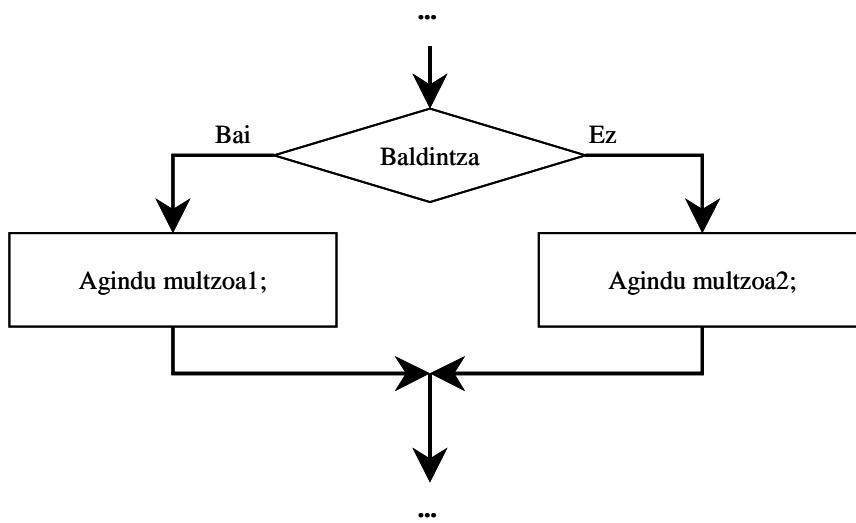 ...
Bai
Ez
Baldintza
Agindu multzoa1;
Agindu multzoa2;
...